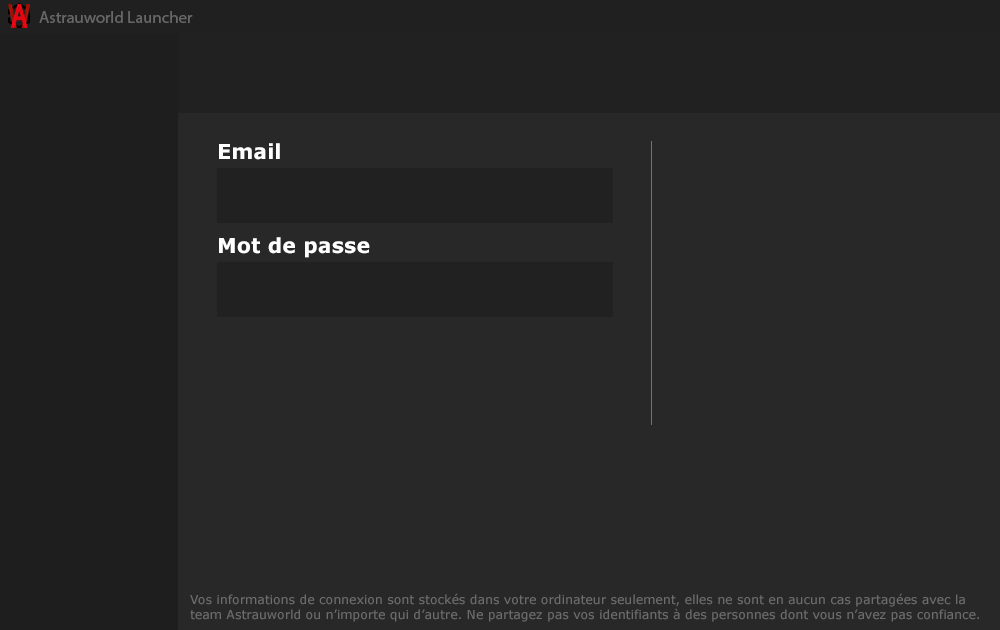 Astrauworld Launcher
Email
Mot de passe
Vos informations de connexion sont stockés dans votre ordinateur seulement, elles ne sont en aucun cas partagées avec la
team Astrauworld ou n’importe qui d’autre. Ne partagez pas vos identifiants à des personnes dont vous n’avez pas confiance.